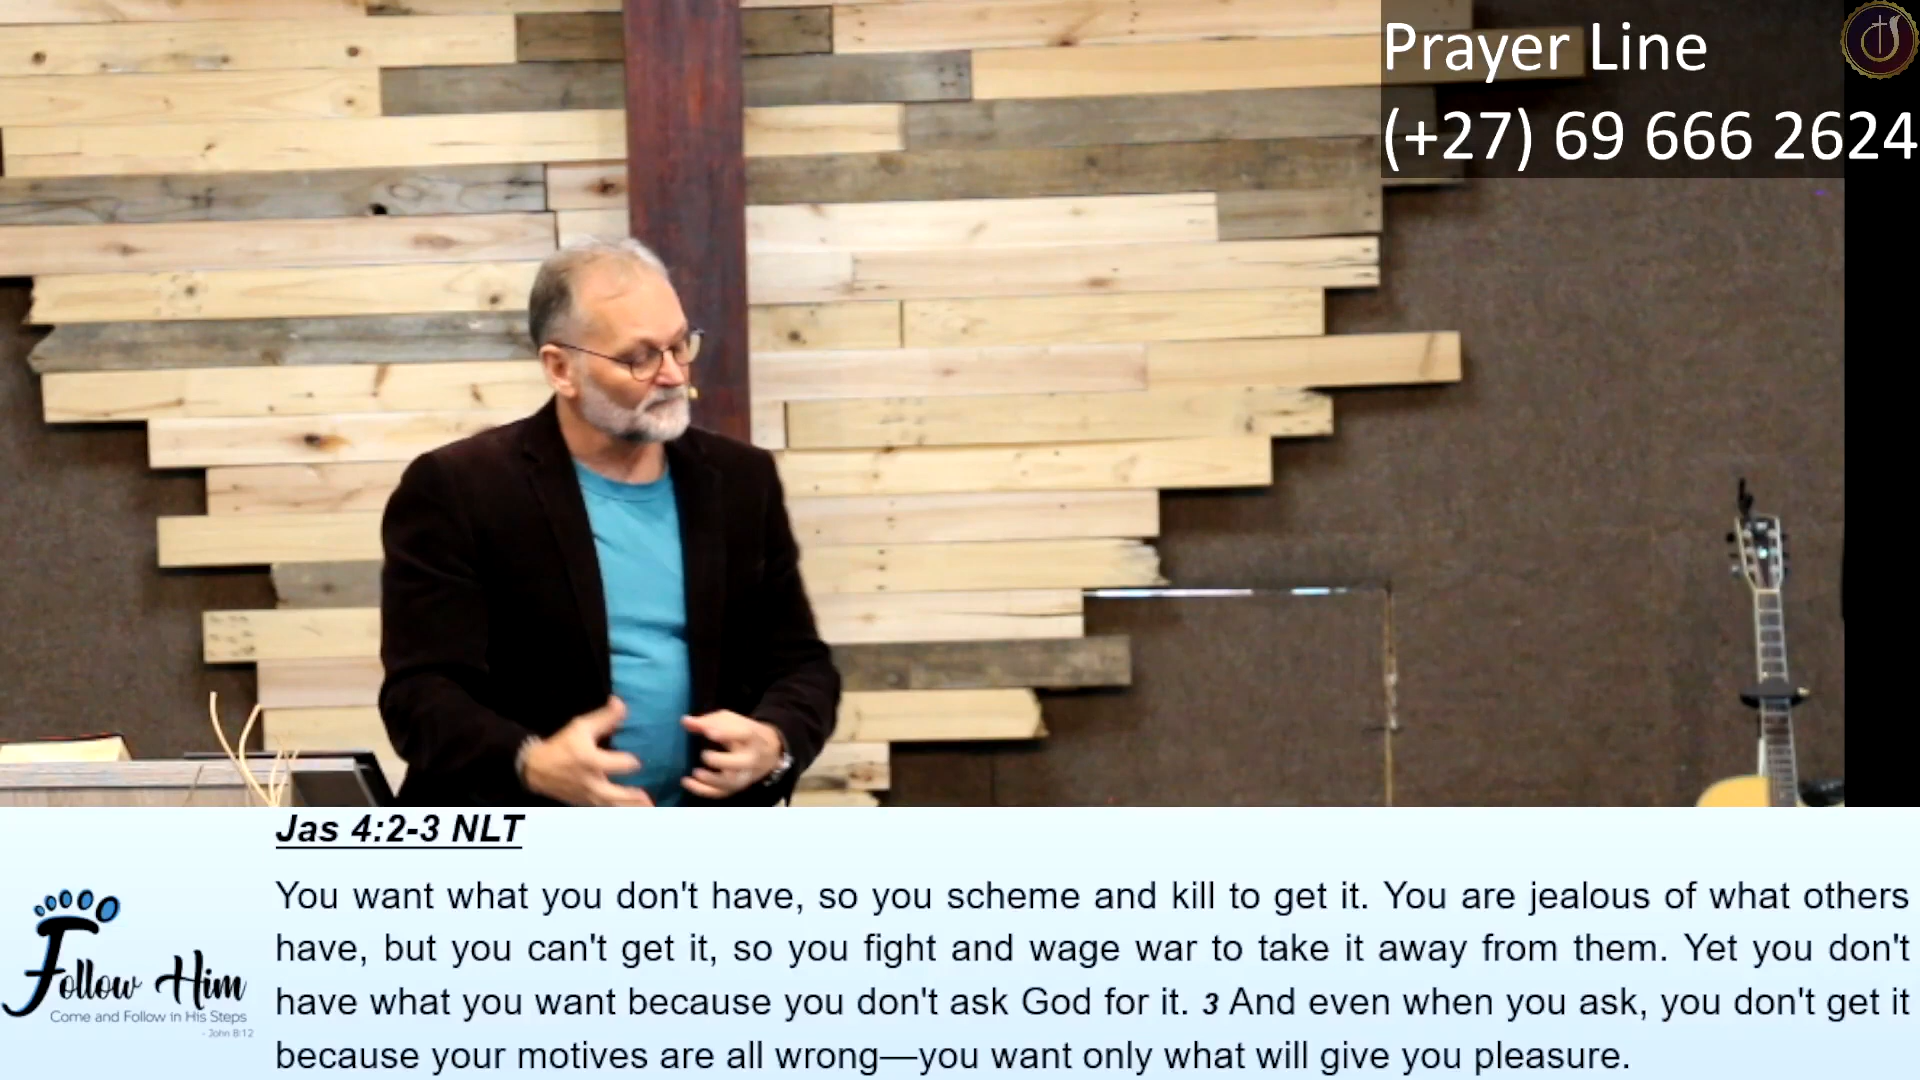 Prayer Line
(+27) 69 666 2624
Jas 4:2-3 NLT
You want what you don't have, so you scheme and kill to get it. You are jealous of what others
have, but you can't get it, so you fight and wage war to take it away from them. Yet you don't
have what you want because you don't ask God for it. 3 And even when you ask, you don't get it
because your motives are all wrong—you want only what will give you pleasure.
Follow Him
Come and Follow in His Steps
- John 8:12